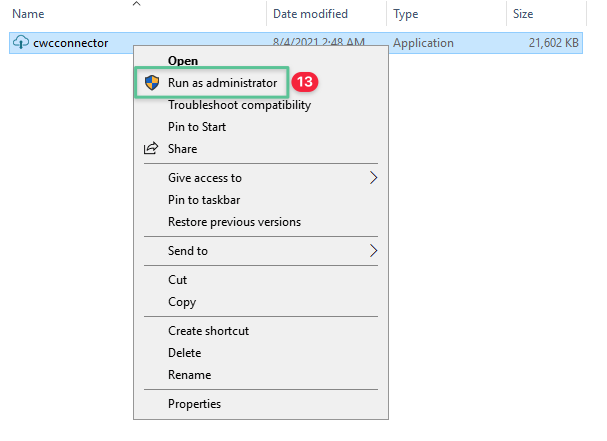 Name Date modified Type Size
cwcconnector 8/4/2021 2:48 AM Application 21,602 KB
Open
Run as administrator 13
Troubleshoot compatibility
Pin to Start
Share
Give access to
Pin to taskbar
Restore previous versions
Send to
Cut
Copy
Create shortcut
Delete
Rename
Properties